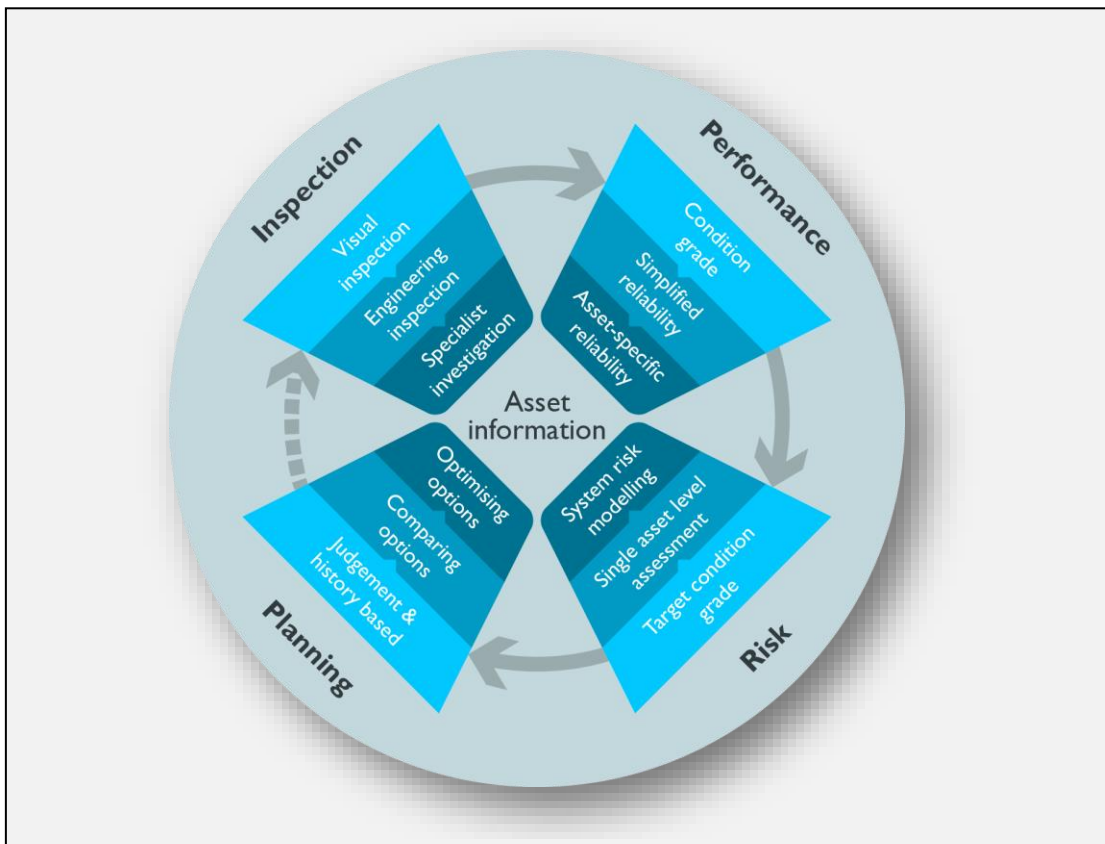 Inspection
Visual
inspection
Engineering
inspection
Specialist
investigation
Performance
Condition
grade
Simplified
reliability
Asset-specific
reliability
Asset
information
Optimising
options
Comparing
options
Judgement &
history based
Planning
System risk
modelling
Single asset level
assessment
Target condition
grade
Risk